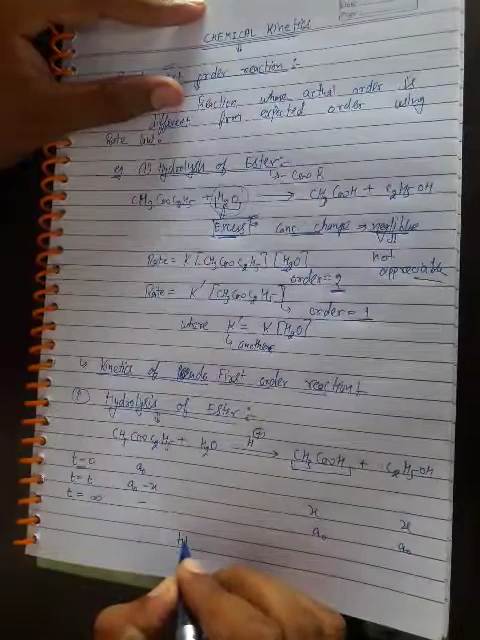 CHEMICAL Kinetics
order reaction :-
Reaction where actual order is
different from expected order using
Rate law.
eg (1) Hydrolysis of Ester :-
↳ COOR
CH3COOC2H5 + H2O → CH3COOH + C2H5OH
Excess conc change ⇒ negligible
not
appreciable
Rate = K [CH3COOC2H5] [H2O]
order = 2
Rate = K' [CH3COOC2H5]
↳ order = 1
where K' = K[H2O]
↳ another
↳ Kinetics of First order reaction!
(1) Hydrolysis of Ester :-
CH3COOC2H5 + H2O H(+) → CH3COOH + C2H5OH
t = 0 a0
t = t a0 - x x x
t = ∞ — a0 a0